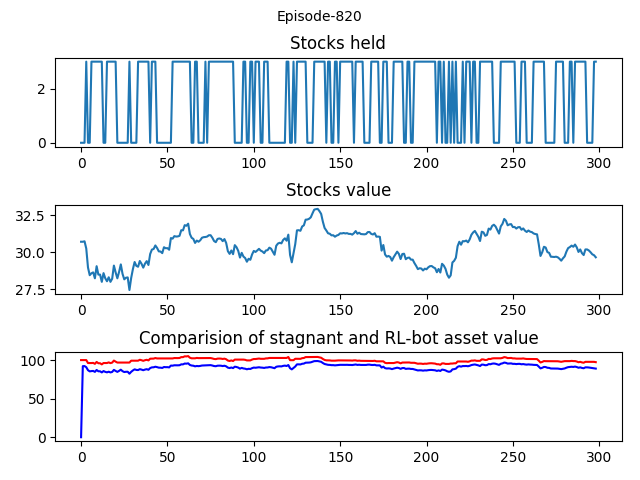 Episode-820
Stocks held
2
0
0 50 100 150 200 250 300
Stocks value
32.5
30.0
27.5
0 50 100 150 200 250 300
Comparision of stagnant and RL-bot asset value
100
50
0
0 50 100 150 200 250 300